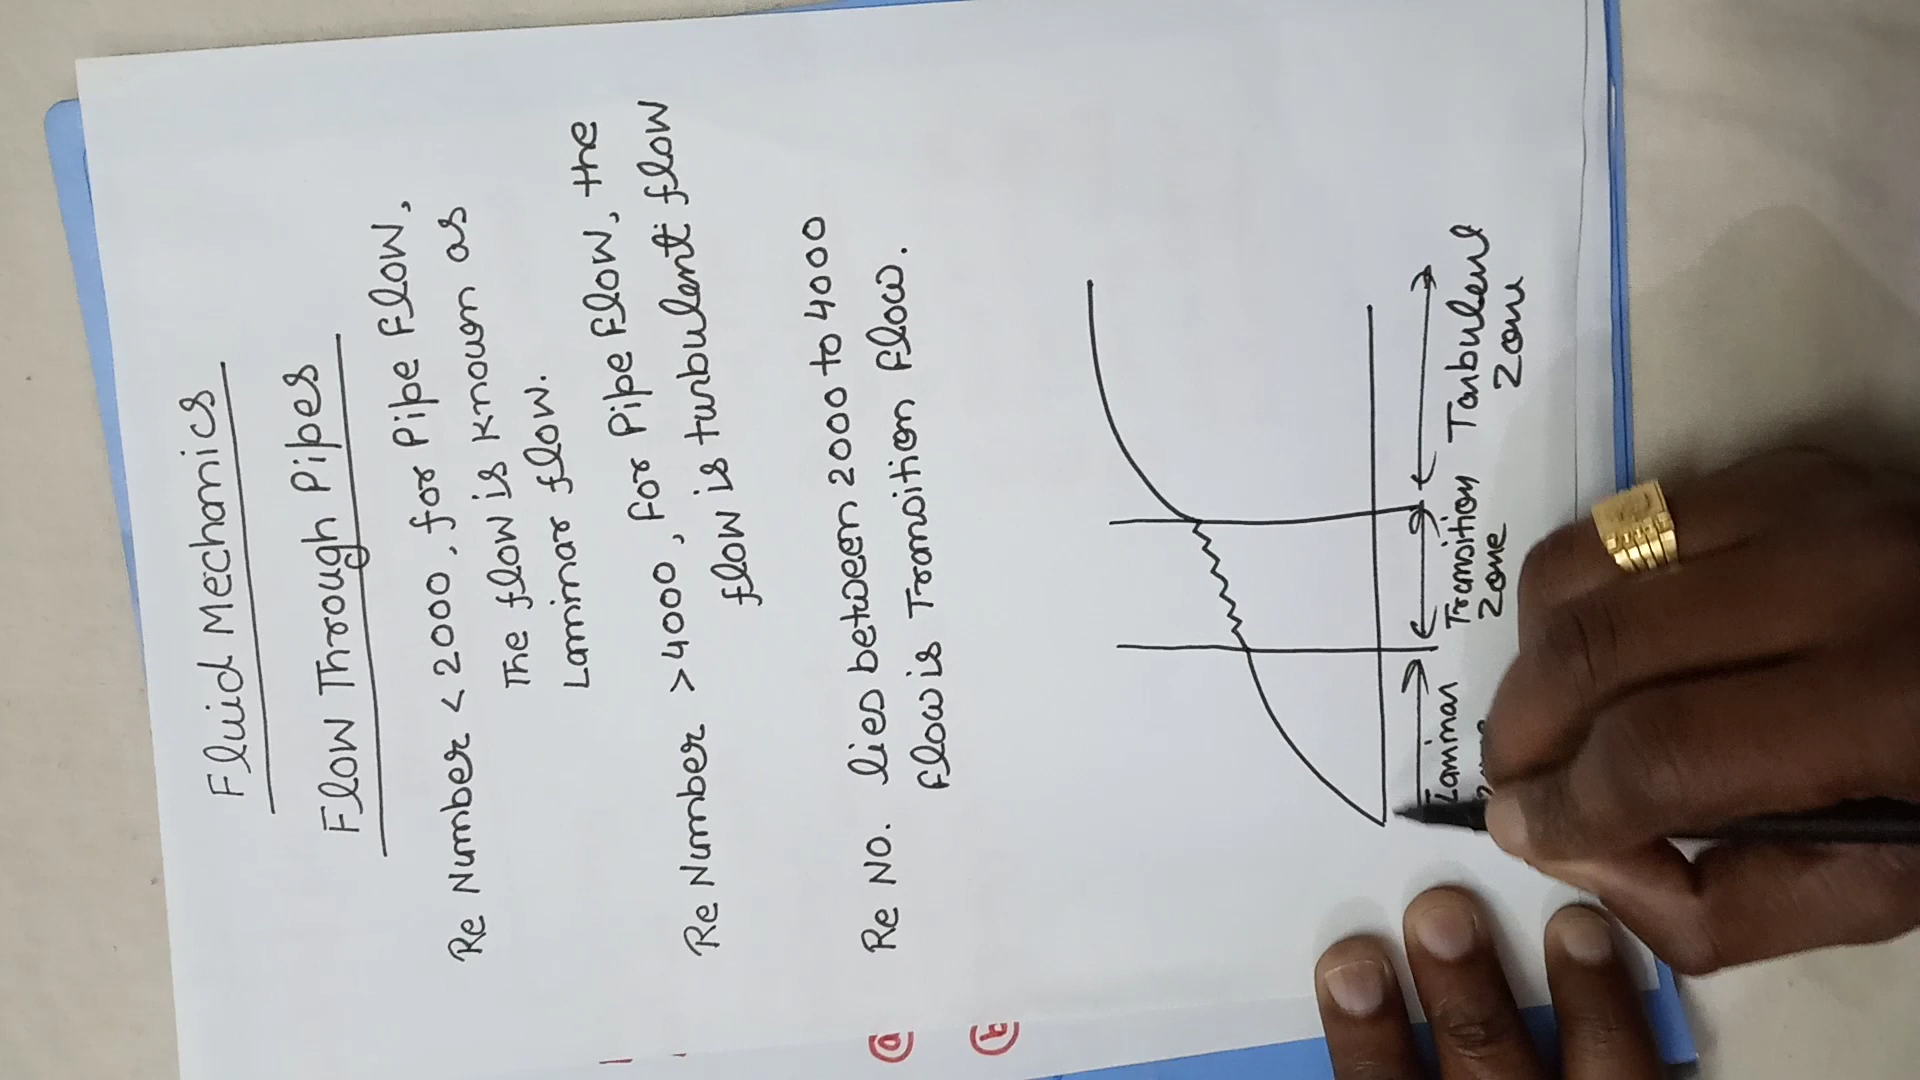 Fluid Mechanics
Flow Through Pipes
Re Number < 2000, for Pipe flow,
The flow is known as
Laminar flow.
Re Number > 4000, for Pipe flow, the
flow is turbulent flow
flow
Re No. lies between 2000 to 4000
flow is Transition flow.
Laminar Transition Tarbulent
Zone Zone